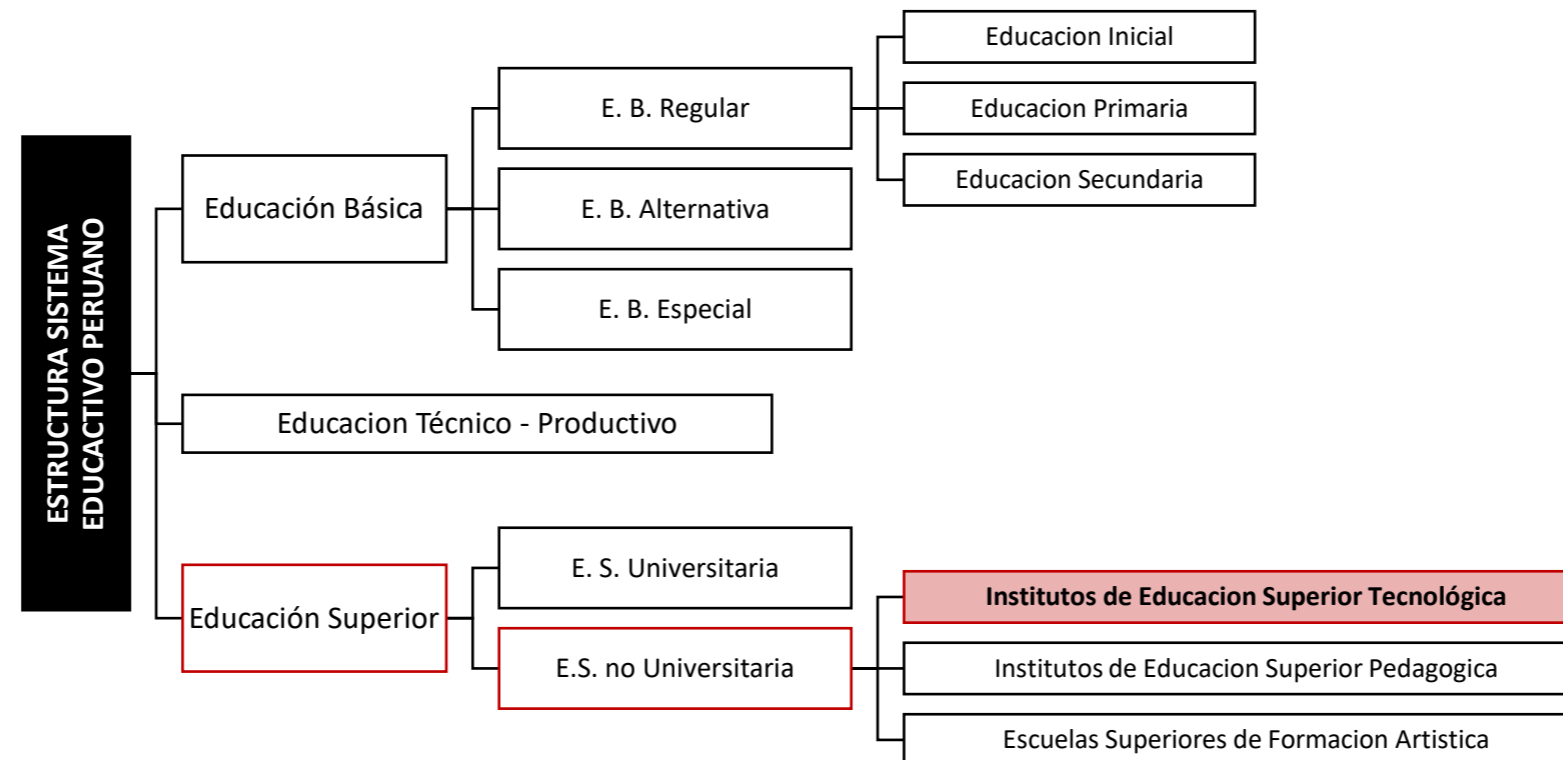 ESTRUCTURA SISTEMA
EDUCACTIVO PERUANO
Educación Básica
E. B. Regular
Educacion Inicial
Educacion Primaria
Educacion Secundaria
E. B. Alternativa
E. B. Especial
Educacion Técnico - Productivo
Educación Superior
E. S. Universitaria
E.S. no Universitaria
Institutos de Educacion Superior Tecnológica
Institutos de Educacion Superior Pedagogica
Escuelas Superiores de Formacion Artistica